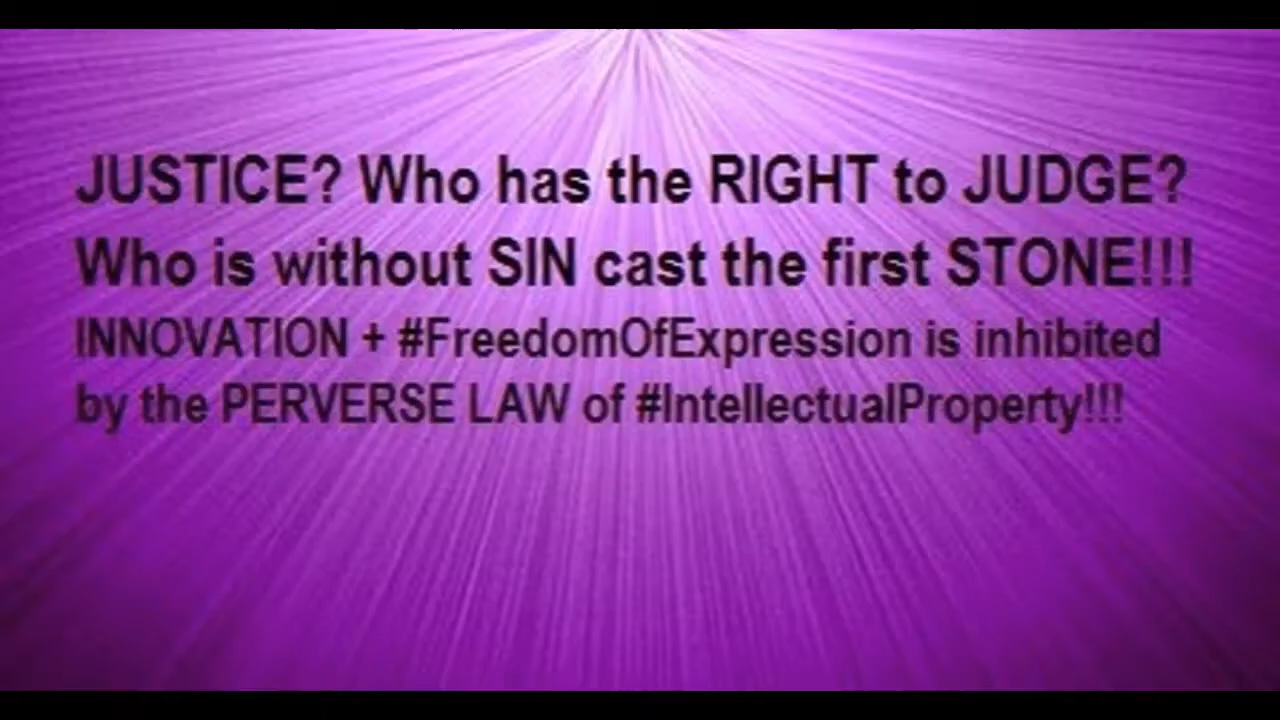 JUSTICE? Who has the RIGHT to JUDGE?
Who is without SIN cast the first STONE!!!
INNOVATION + #FreedomOfExpression is inhibited
by the PERVERSE LAW of #IntellectualProperty!!!